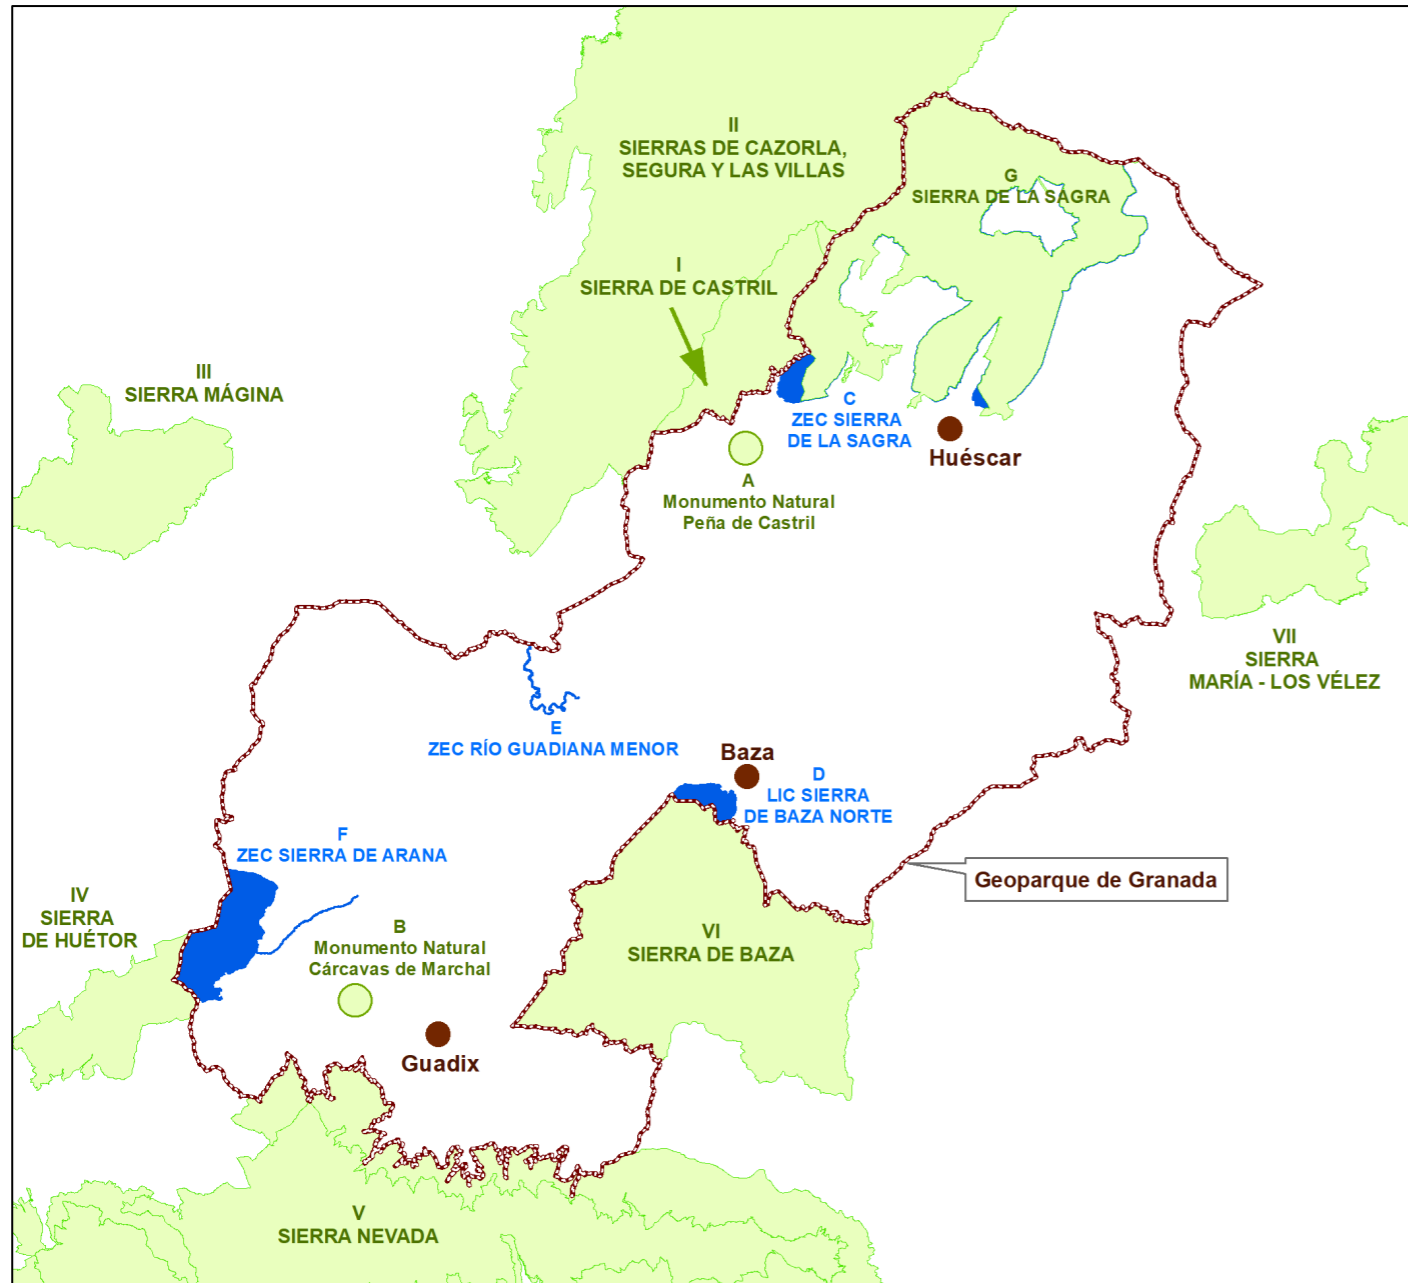 II
SIERRAS DE CAZORLA,
SEGURA Y LAS VILLAS
G
SIERRA DE LA SAGRA
I
SIERRA DE CASTRIL
III
SIERRA MÁGINA
C
ZEC SIERRA
DE LA SAGRA
Huéscar
A
Monumento Natural
Peña de Castril
VII
SIERRA
MARÍA - LOS VÉLEZ
E
ZEC RÍO GUADIANA MENOR
Baza
D
LIC SIERRA
DE BAZA NORTE
F
ZEC SIERRA DE ARANA
Geoparque de Granada
IV
SIERRA
DE HUÉTOR
B
Monumento Natural
Cárcavas de Marchal
VI
SIERRA DE BAZA
Guadix
V
SIERRA NEVADA